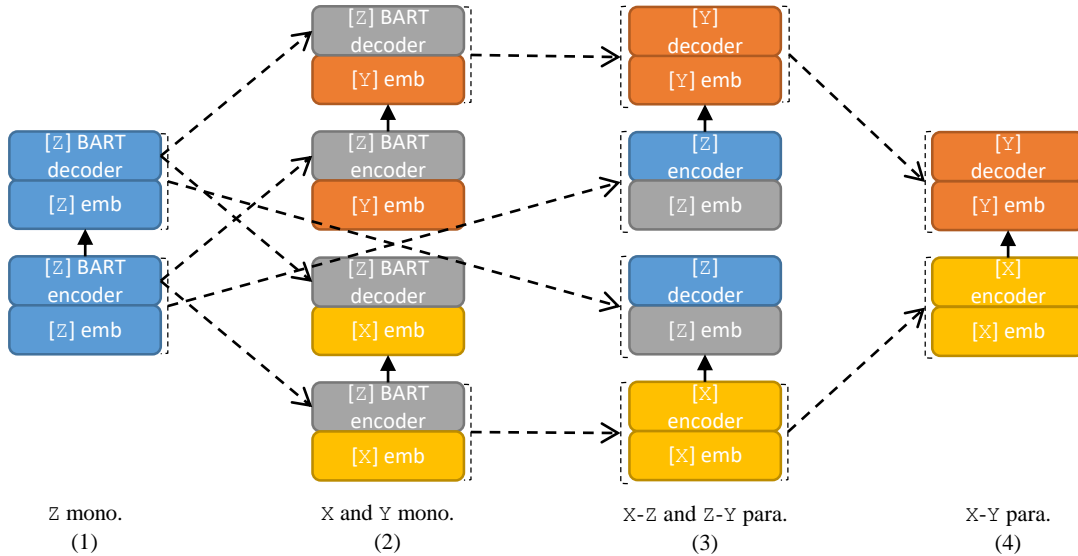 [Z] BART
decoder
[Z] emb
[Z] BART
encoder
[Z] emb
[Z] BART
decoder
[Y] emb
[Z] BART
encoder
[Y] emb
[Z] BART
decoder
[X] emb
[Z] BART
encoder
[X] emb
[Y]
decoder
[Y] emb
[Z]
encoder
[Z] emb
[Z]
decoder
[Z] emb
[X]
encoder
[X] emb
[Y]
decoder
[Y] emb
[X]
encoder
[X] emb
Z mono.
(1)
X and Y mono.
(2)
X-Z and Z-Y para.
(3)
X-Y para.
(4)